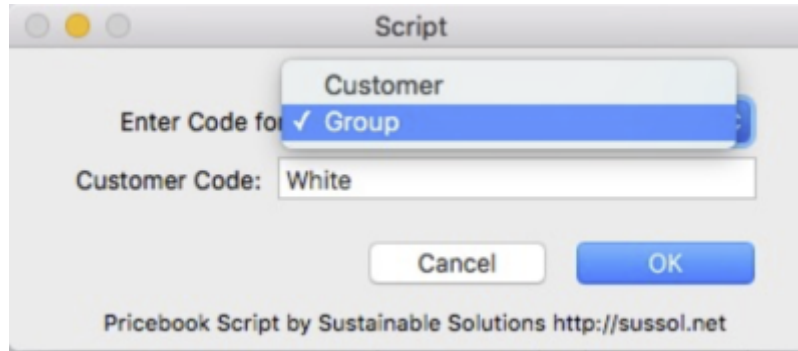 Script
Customer
Enter Code fo ✓ Group
Customer Code: White
Cancel OK
Pricebook Script by Sustainable Solutions http://sussol.net